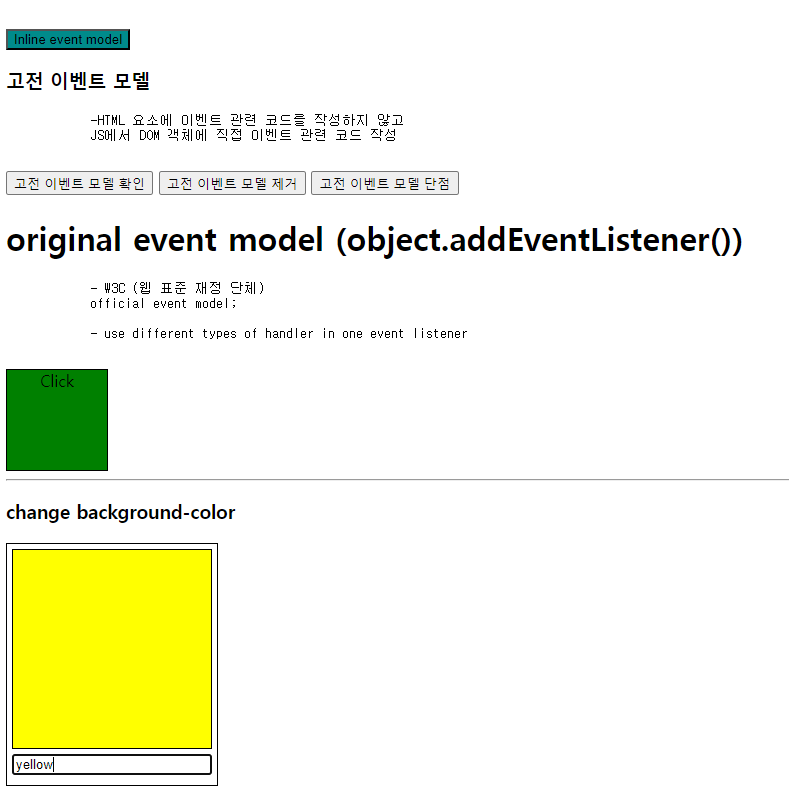 Inline event model
고전 이벤트 모델
-HTML 요소에 이벤트 관련 코드를 작성하지 않고
JS에서 DOM 객체에 직접 이벤트 관련 코드 작성
고전 이벤트 모델 확인 고전 이벤트 모델 제거 고전 이벤트 모델 단점
original event model (object.addEventListener())
- W3C (웹 표준 재정 단체)
official event model;
- use different types of handler in one event listener
Click
change background-color
yellow